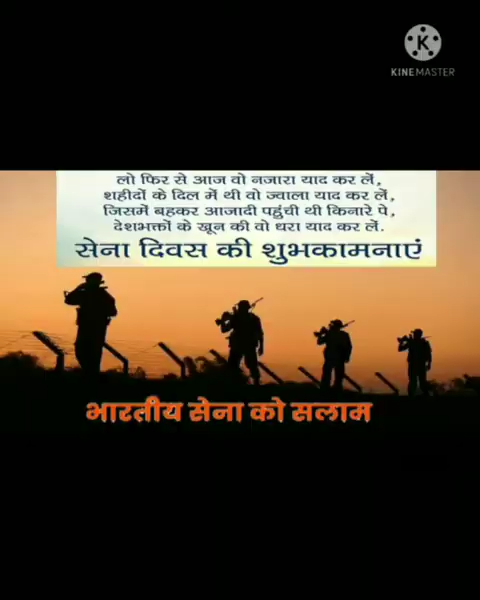 KINEMASTER
लो फिर से आज वो नजारा याद कर लें,
शहीदों के दिल में थी वो ज्वाला याद कर लें,
जिसमें बहकर आजादी पहुंची थी किनारे पे,
देशभक्तों के खून की वो धरा याद कर लें.
सेना दिवस की शुभकामनाएं
भारतीय सेना को सलाम